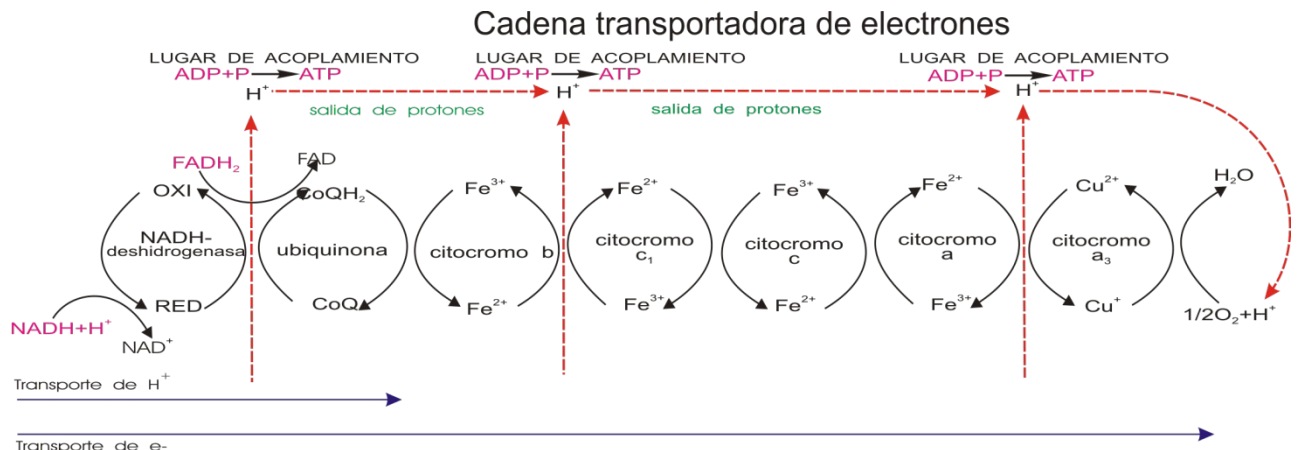 Cadena transportadora de electrones
LUGAR DE ACOPLAMIENTO
ADP+P ATP
H⁺
LUGAR DE ACOPLAMIENTO
ADP+P ATP
H⁺
LUGAR DE ACOPLAMIENTO
ADP+P ATP
H⁺
salida de protones
salida de protones
FADH₂
FAD
OXI
CoQH₂
Fe³⁺
Fe²⁺
Fe³⁺
Fe²⁺
Cu²⁺
H₂O
NADH-
deshidrogenasa
ubiquinona
citocromo b
citocromo
c₁
citocromo
c
citocromo
a
citocromo
a₃
RED
CoQ
Fe²⁺
Fe³⁺
Fe²⁺
Fe³⁺
Cu⁺
1/2O₂+H⁺
NADH+H⁺
NAD⁺
Transporte de H⁺
Transporte de e-